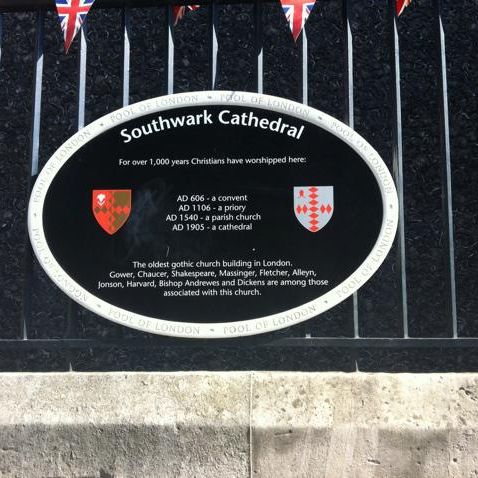 POOL OF LONDON POOL OF LONDON POOL OF LONDON POOL OF LONDON
Southwark Cathedral
For over 1,000 years Christians have worshipped here:
AD 606 - a convent
AD 1106 - a priory
AD 1540 - a parish church
AD 1905 - a cathedral
The oldest gothic church building in London.
Gower, Chaucer, Shakespeare, Massinger, Fletcher, Alleyn,
Jonson, Harvard, Bishop Andrewes and Dickens are among those
associated with this church.
POOL OF LONDON POOL OF LONDON POOL OF LONDON POOL OF LONDON